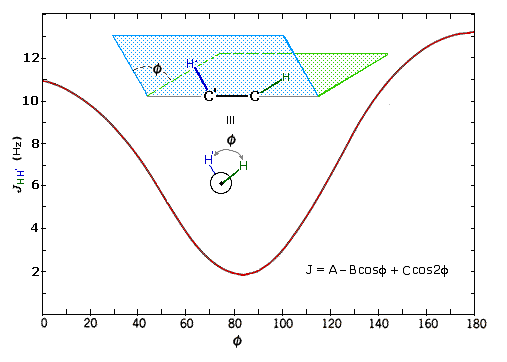 12
10
8
6
4
2
J HH' (Hz)
ϕ
H'
H
C'
C
≡
ϕ
H'
H
J = A – Bcosϕ + Ccos2ϕ
0 20 40 60 80 100 120 140 160 180
ϕ